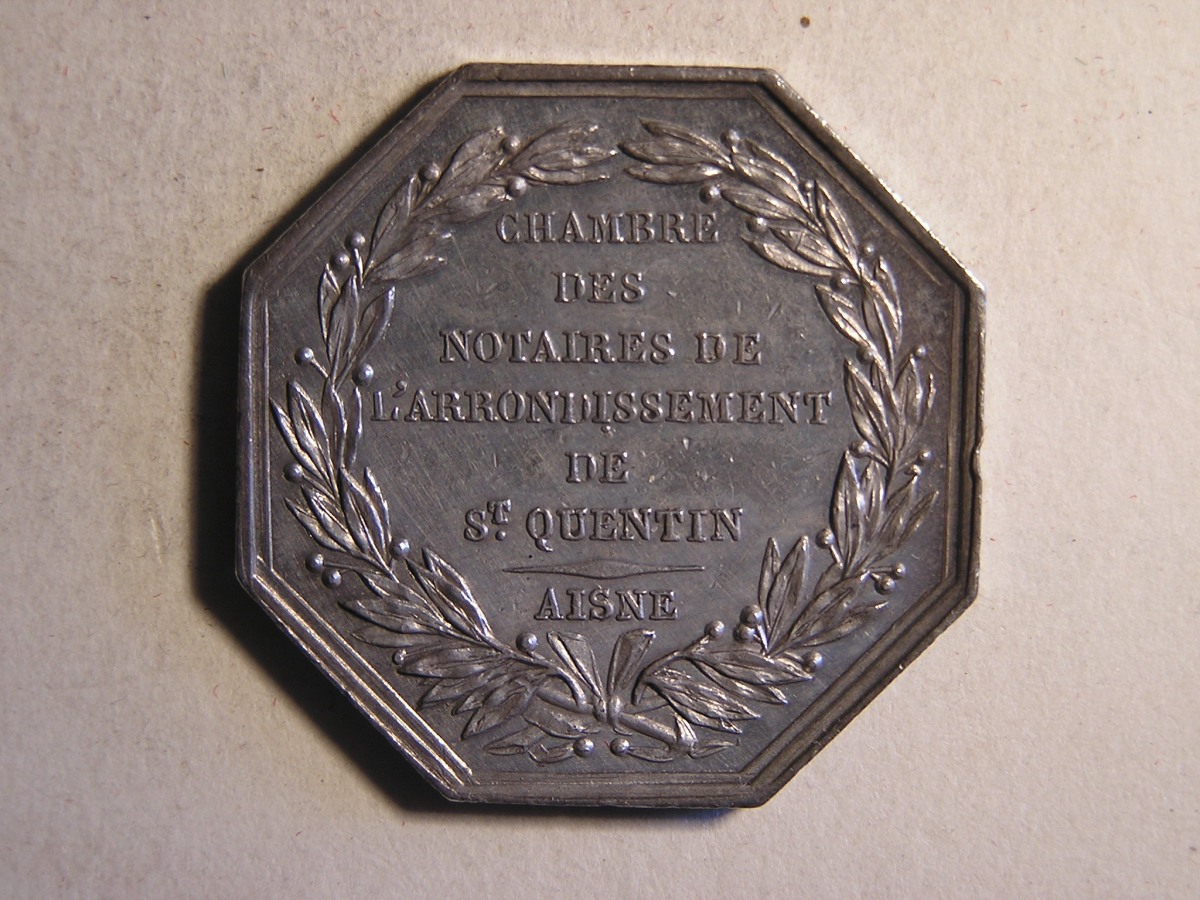 CHAMBRE
DES
NOTAIRES DE
L'ARRONDISSEMENT
DE
ST. QUENTIN
AISNE